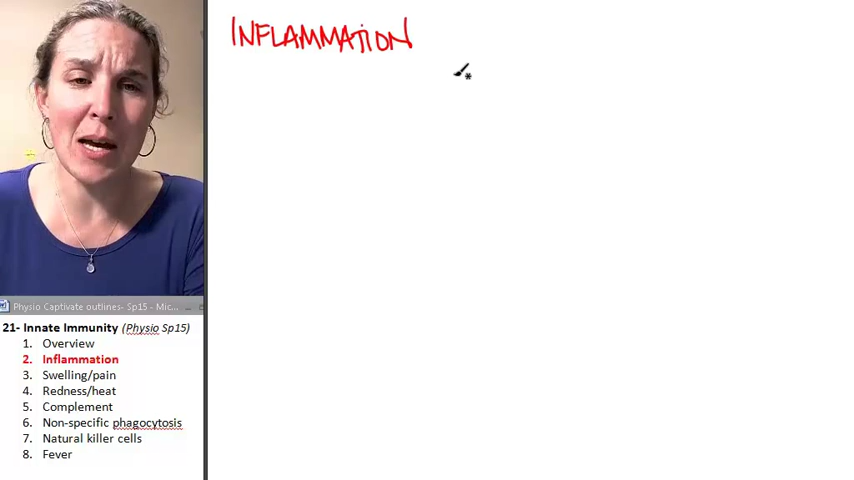 INFLAMMATION
Physio Captivate outlines- Sp15 - Mic...
21- Innate Immunity (Physio Sp15)
1. Overview
2. Inflammation
3. Swelling/pain
4. Redness/heat
5. Complement
6. Non-specific phagocytosis
7. Natural killer cells
8. Fever